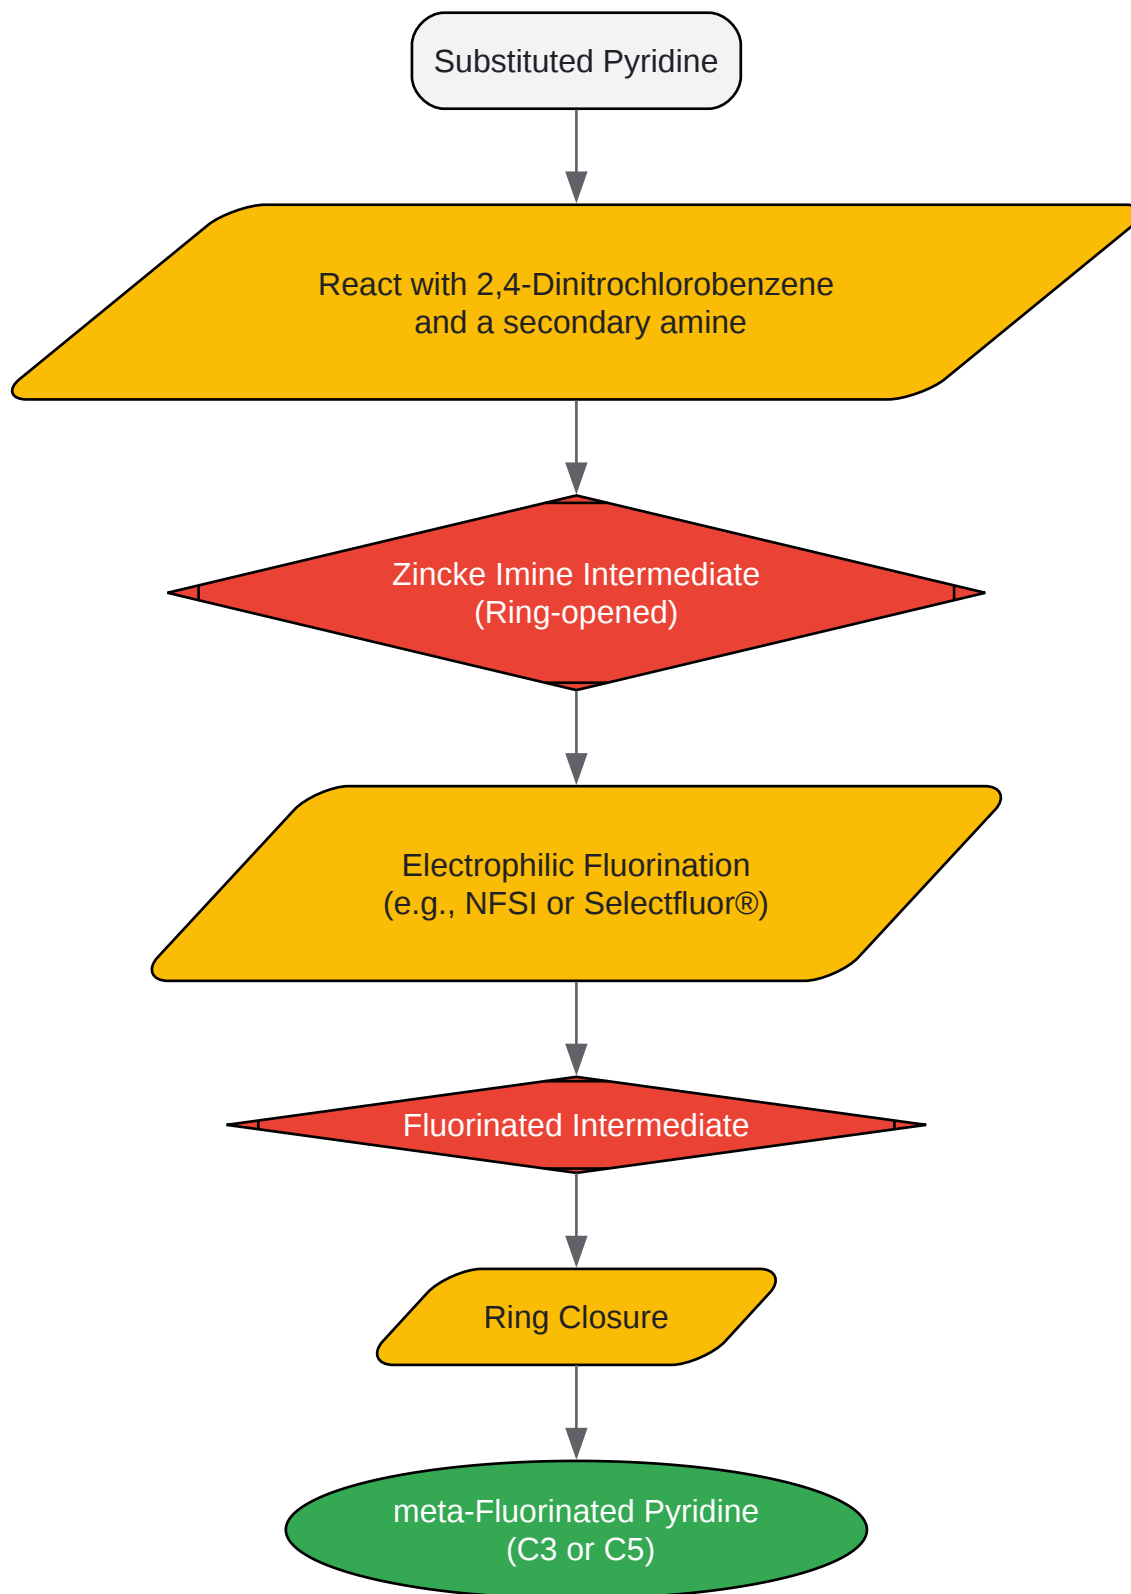 Substituted Pyridine
React with 2,4-Dinitrochlorobenzene
and a secondary amine
Zincke Imine Intermediate
(Ring-opened)
Electrophilic Fluorination
(e.g., NFSI or Selectfluor®)
Fluorinated Intermediate
Ring Closure
meta-Fluorinated Pyridine
(C3 or C5)